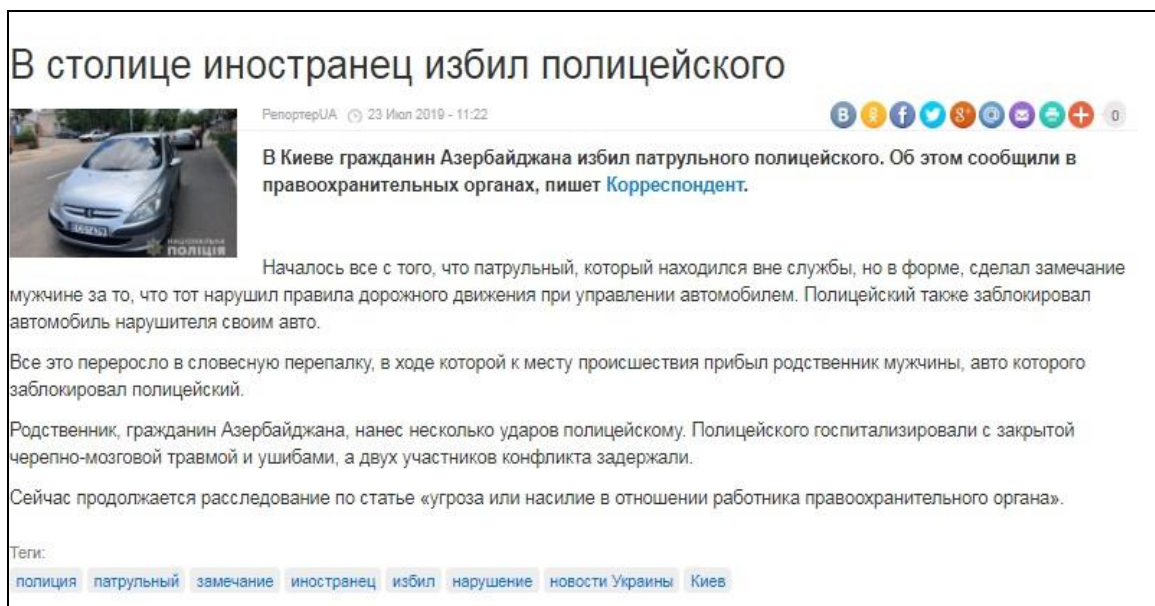 В столице иностранец избил полицейского
РепортерUA 23 Июл 2019 - 11:22
0
В Киеве гражданин Азербайджана избил патрульного полицейского. Об этом сообщили в
правоохранительных органах, пишет Корреспондент.
НАЦІОНАЛЬНА
ПОЛІЦІЯ
Началось все с того, что патрульный, который находился вне службы, но в форме, сделал замечание
мужчине за то, что тот нарушил правила дорожного движения при управлении автомобилем. Полицейский также заблокировал
автомобиль нарушителя своим авто.
Все это переросло в словесную перепалку, в ходе которой к месту происшествия прибыл родственник мужчины, авто которого
заблокировал полицейский.
Родственник, гражданин Азербайджана, нанес несколько ударов полицейскому. Полицейского госпитализировали с закрытой
черепно-мозговой травмой и ушибами, а двух участников конфликта задержали.
Сейчас продолжается расследование по статье «угроза или насилие в отношении работника правоохранительного органа».
Теги:
полиция патрульный замечание иностранец избил нарушение новости Украины Киев